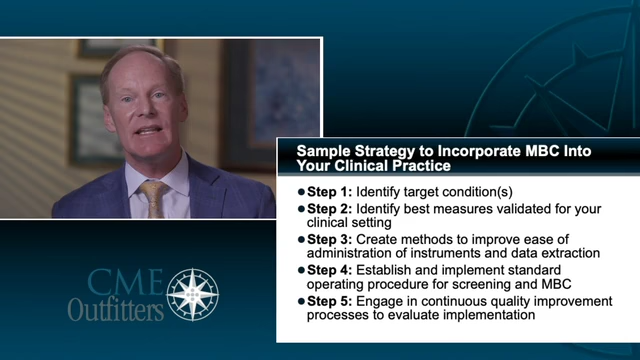 Sample Strategy to Incorporate MBC Into
Your Clinical Practice
Step 1: Identify target condition(s)
Step 2: Identify best measures validated for your
clinical setting
Step 3: Create methods to improve ease of
administration of instruments and data extraction
Step 4: Establish and implement standard
operating procedure for screening and MBC
Step 5: Engage in continuous quality improvement
processes to evaluate implementation
CME
Outfitters